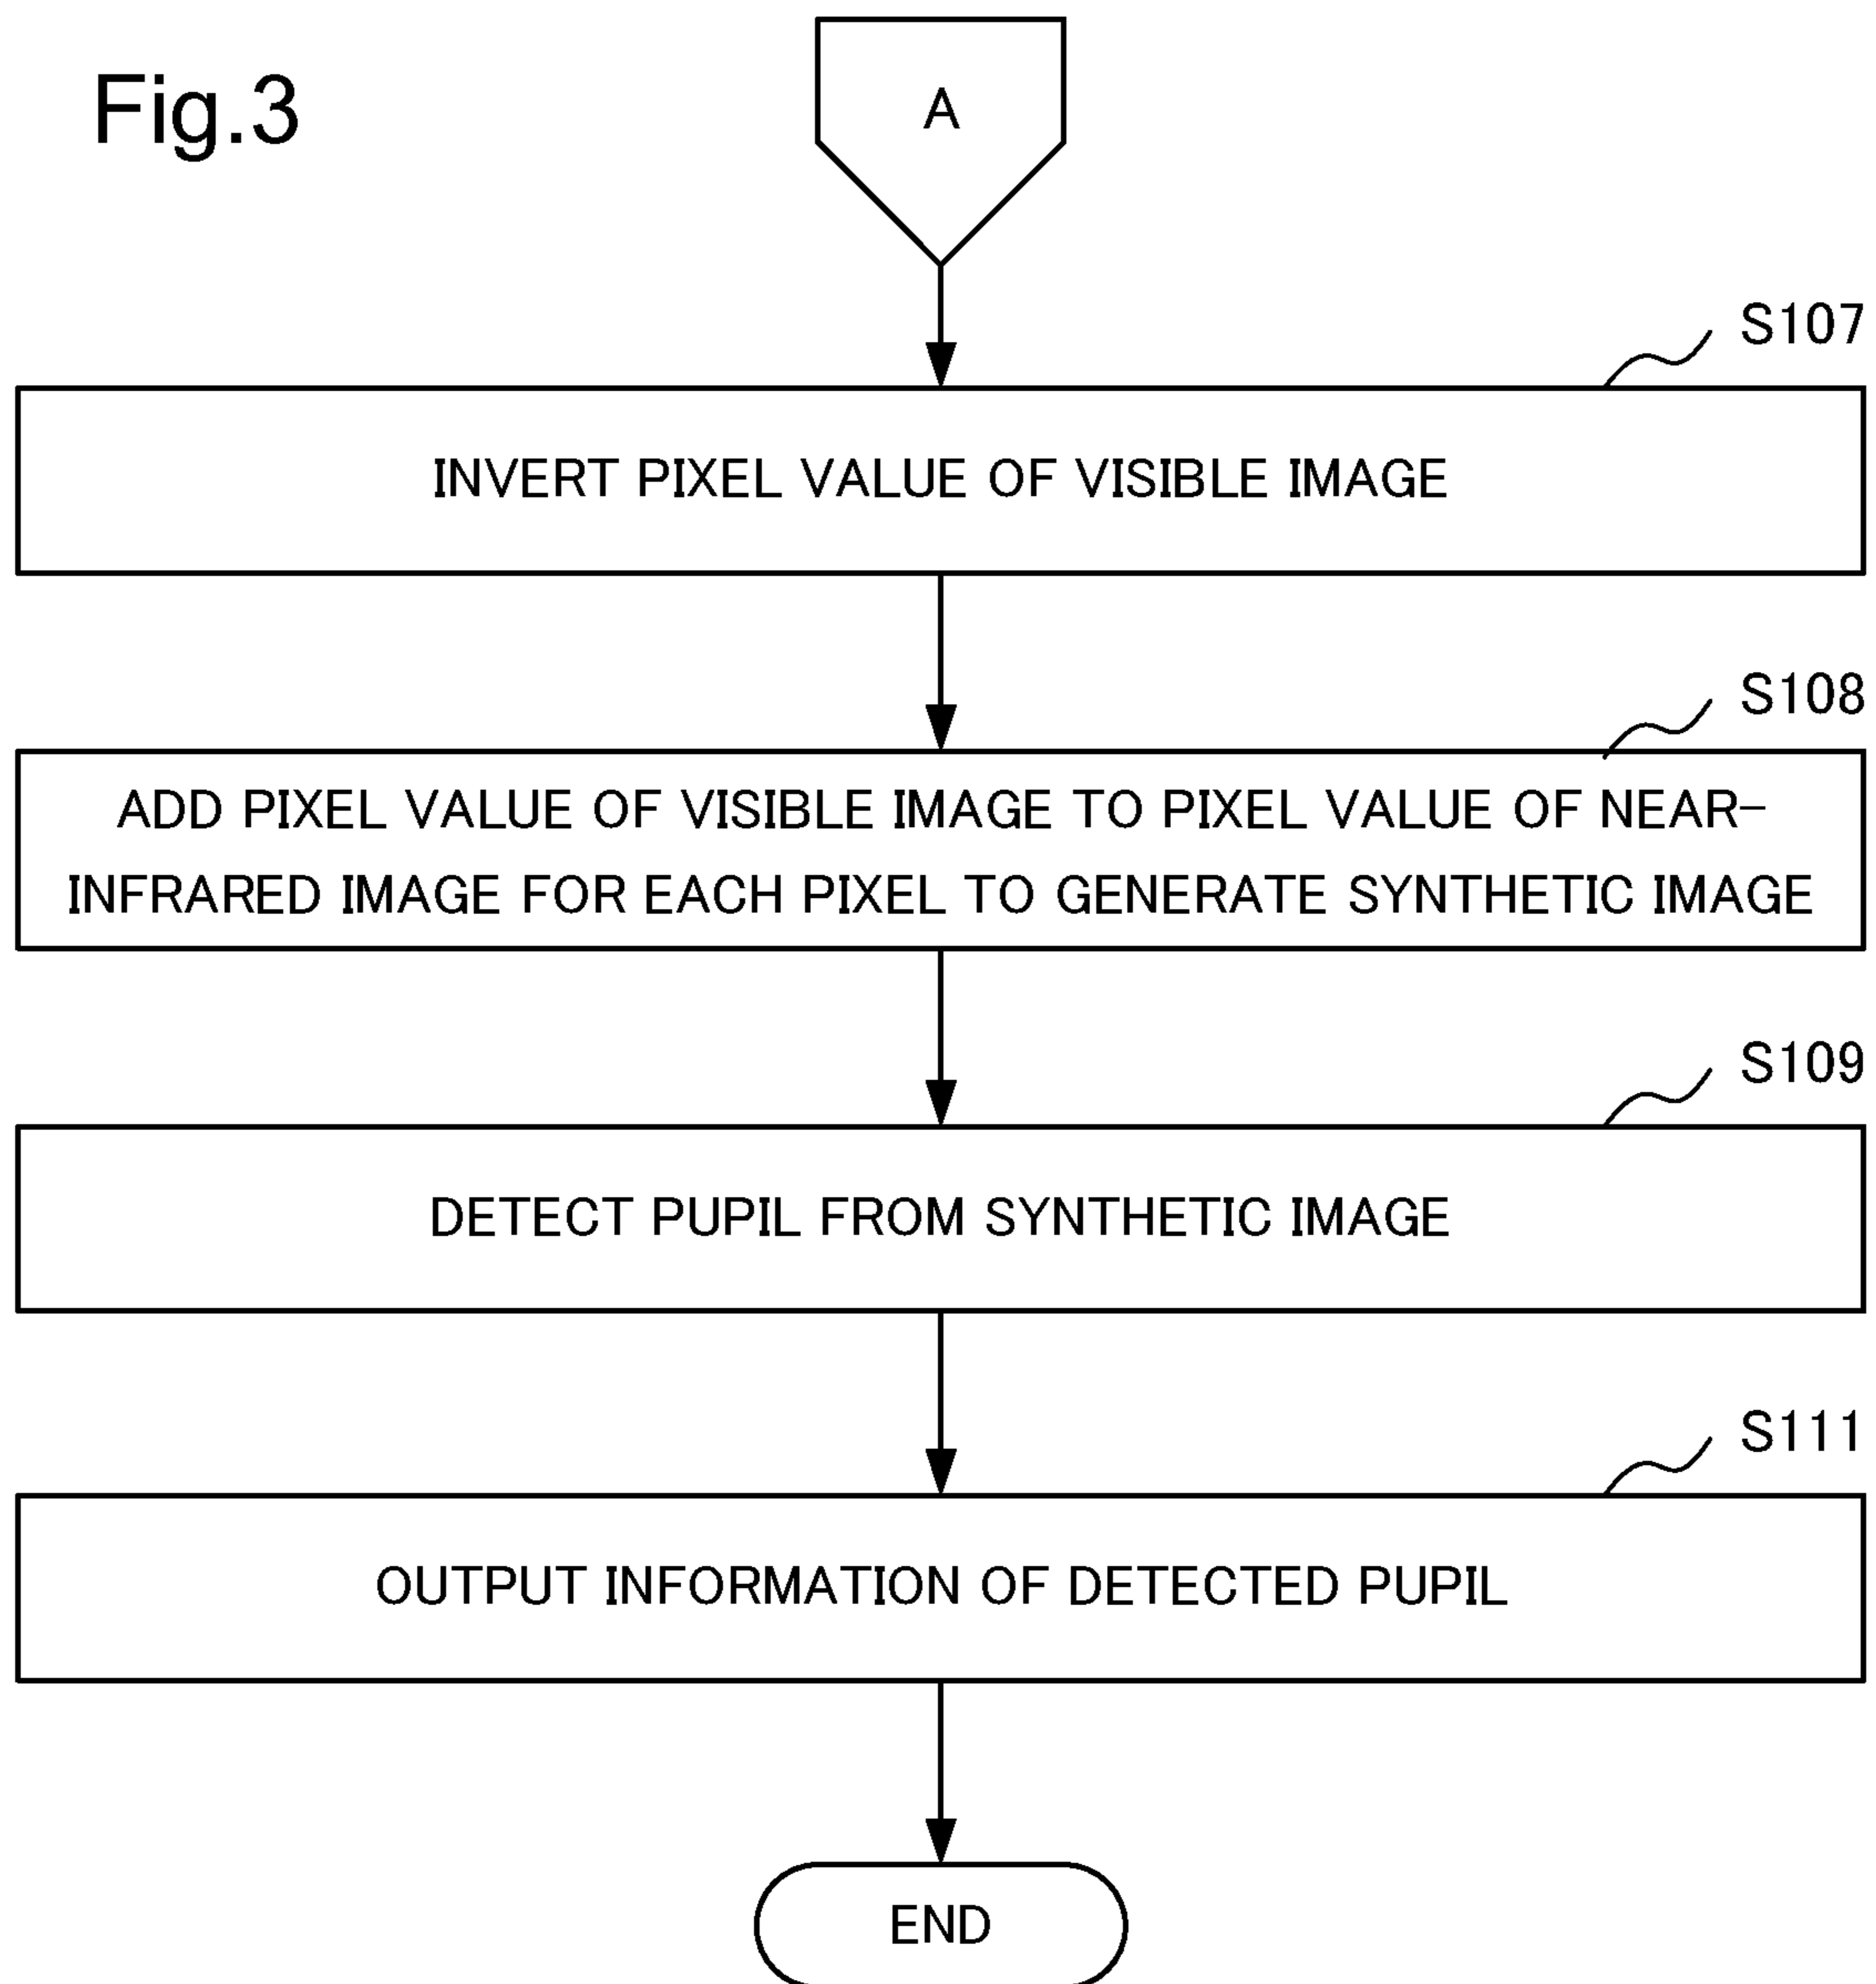 Fig.3
A
S107
INVERT PIXEL VALUE OF VISIBLE IMAGE
S108
ADD PIXEL VALUE OF VISIBLE IMAGE TO PIXEL VALUE OF NEAR-
INFRARED IMAGE FOR EACH PIXEL TO GENERATE SYNTHETIC IMAGE
S109
DETECT PUPIL FROM SYNTHETIC IMAGE
S111
OUTPUT INFORMATION OF DETECTED PUPIL
END